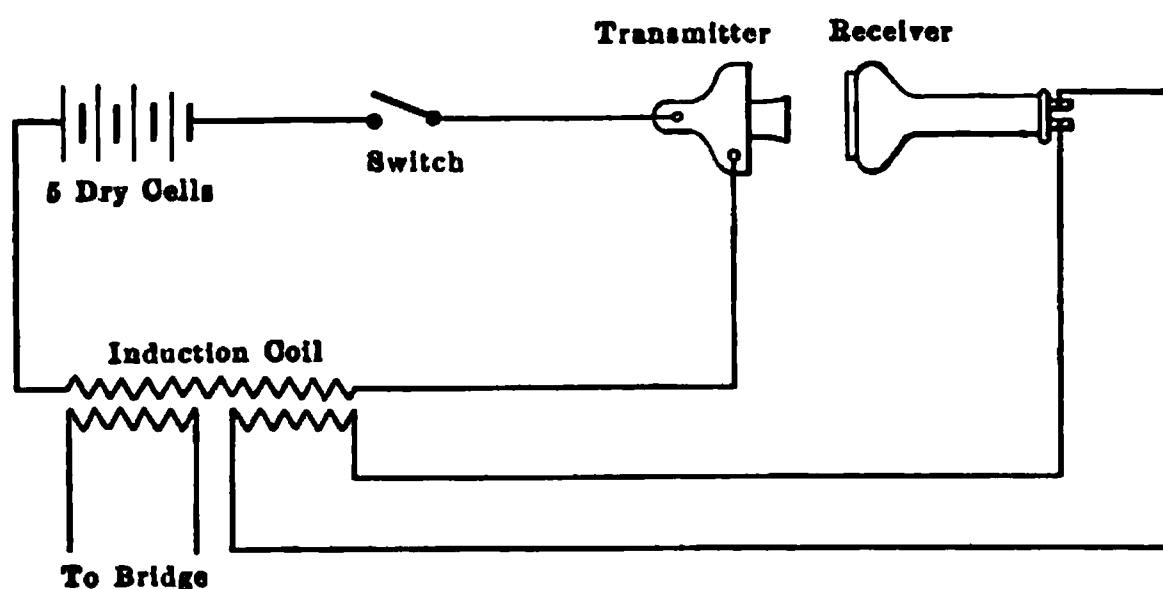 Transmitter
Receiver
Switch
5 Dry Cells
Induction Coil
To Bridge